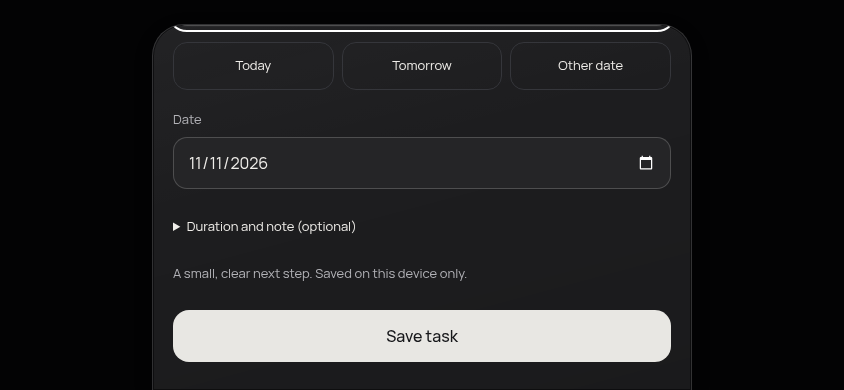 Today
Tomorrow
Other date
Date
11/11/2026
Duration and note (optional)
A small, clear next step. Saved on this device only.
Save task